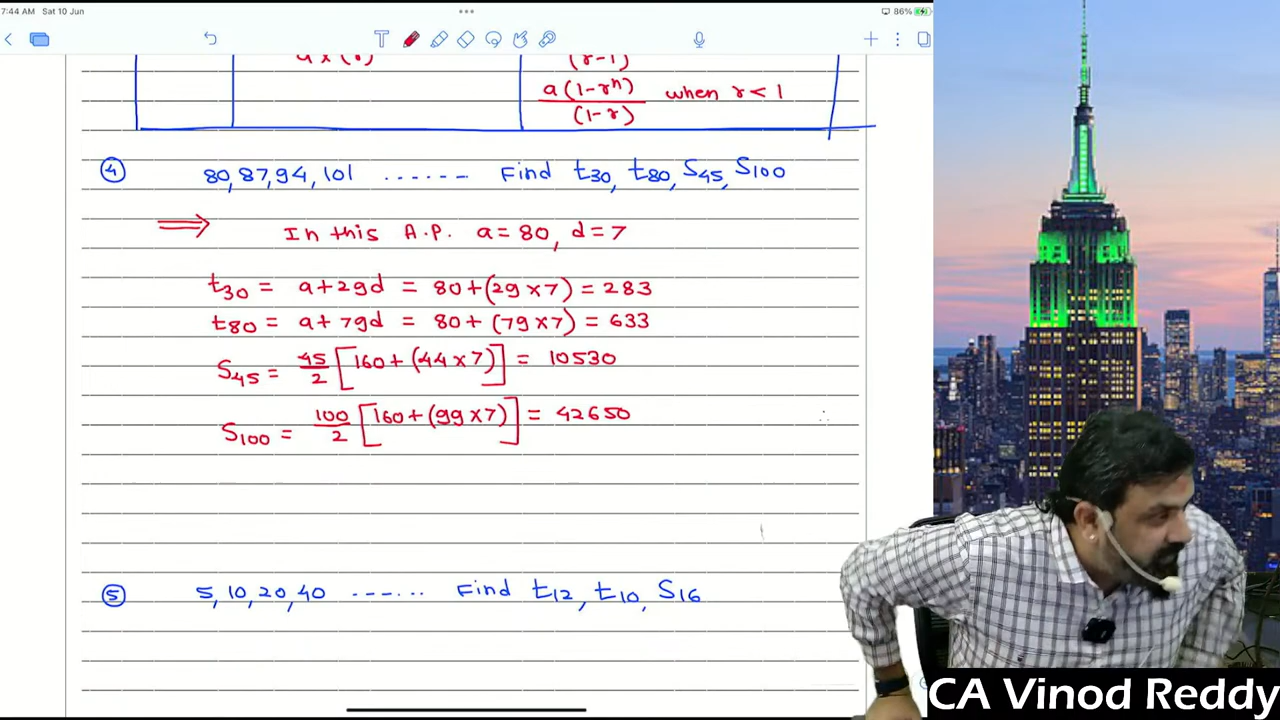 7:44 AM Sat 10 Jun
86%
(r-1)
a(1-rⁿ) / (1-r) when r < 1
④ 80, 87, 94, 101 ...... Find t₃₀, t₈₀, S₄₅, S₁₀₀
⟹ In this A.P. a = 80, d = 7
t₃₀ = a+29d = 80+(29×7) = 283
t₈₀ = a+79d = 80+(79×7) = 633
S₄₅ = 45/2 [160+(44×7)] = 10530
S₁₀₀ = 100/2 [160+(99×7)] = 42650
⑤ 5, 10, 20, 40 ------ Find t₁₂, t₁₀, S₁₆
CA Vinod Reddy